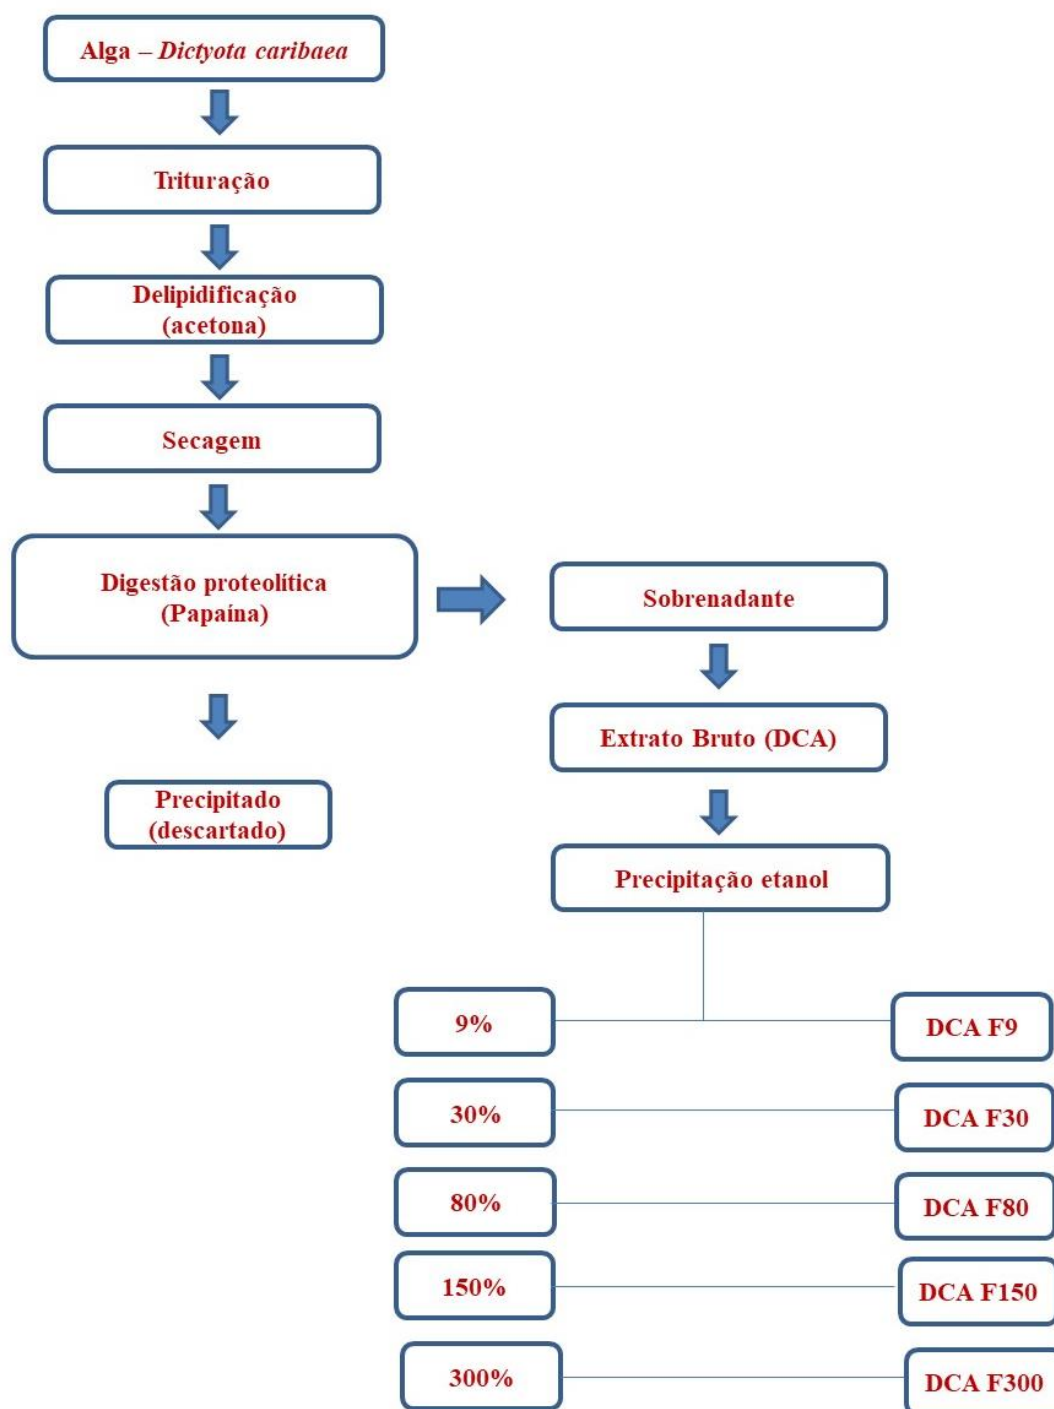 Alga – Dictyota caribaea
Trituração
Delipidificação
(acetona)
Secagem
Digestão proteolítica
(Papaína)
Sobrenadante
Extrato Bruto (DCA)
Precipitado
(descartado)
Precipitação etanol
9%
DCA F9
30%
DCA F30
80%
DCA F80
150%
DCA F150
300%
DCA F300